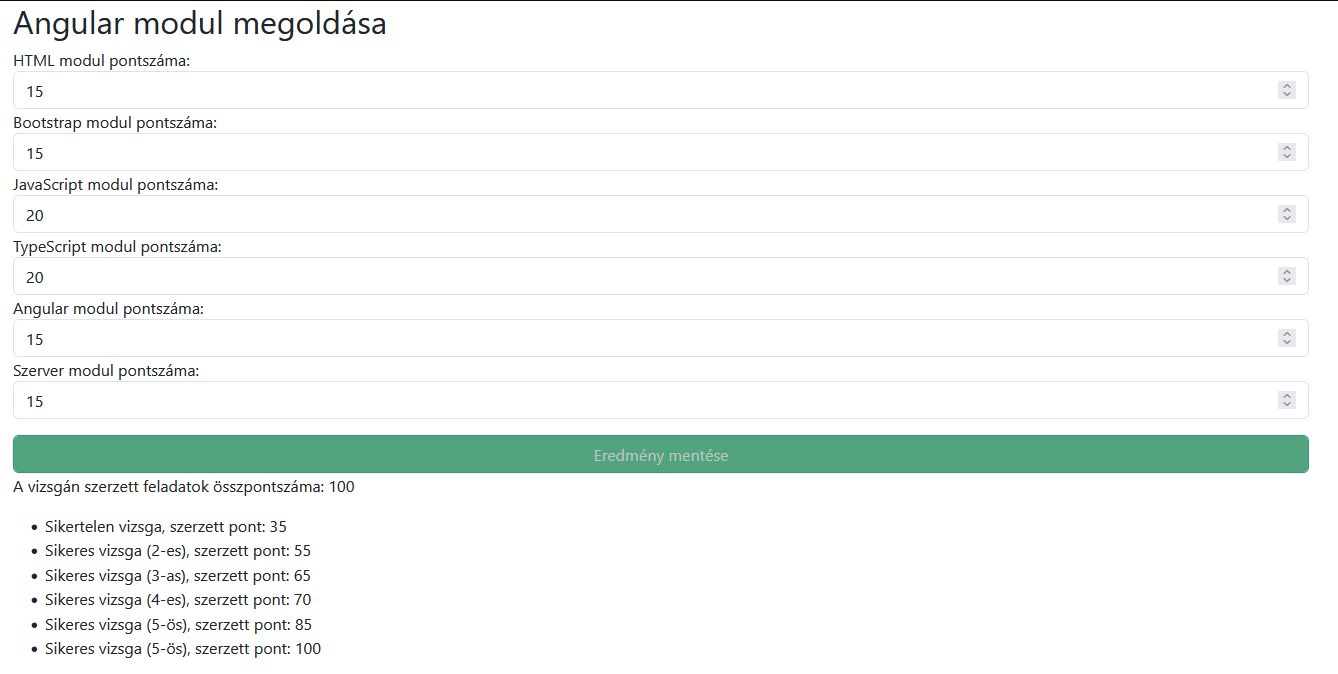 Angular modul megoldása
HTML modul pontszáma:
15
Bootstrap modul pontszáma:
15
JavaScript modul pontszáma:
20
TypeScript modul pontszáma:
20
Angular modul pontszáma:
15
Szerver modul pontszáma:
15
Eredmény mentése
A vizsgán szerzett feladatok összpontszáma: 100
• Sikertelen vizsga, szerzett pont: 35
• Sikeres vizsga (2-es), szerzett pont: 55
• Sikeres vizsga (3-as), szerzett pont: 65
• Sikeres vizsga (4-es), szerzett pont: 70
• Sikeres vizsga (5-ös), szerzett pont: 85
• Sikeres vizsga (5-ös), szerzett pont: 100